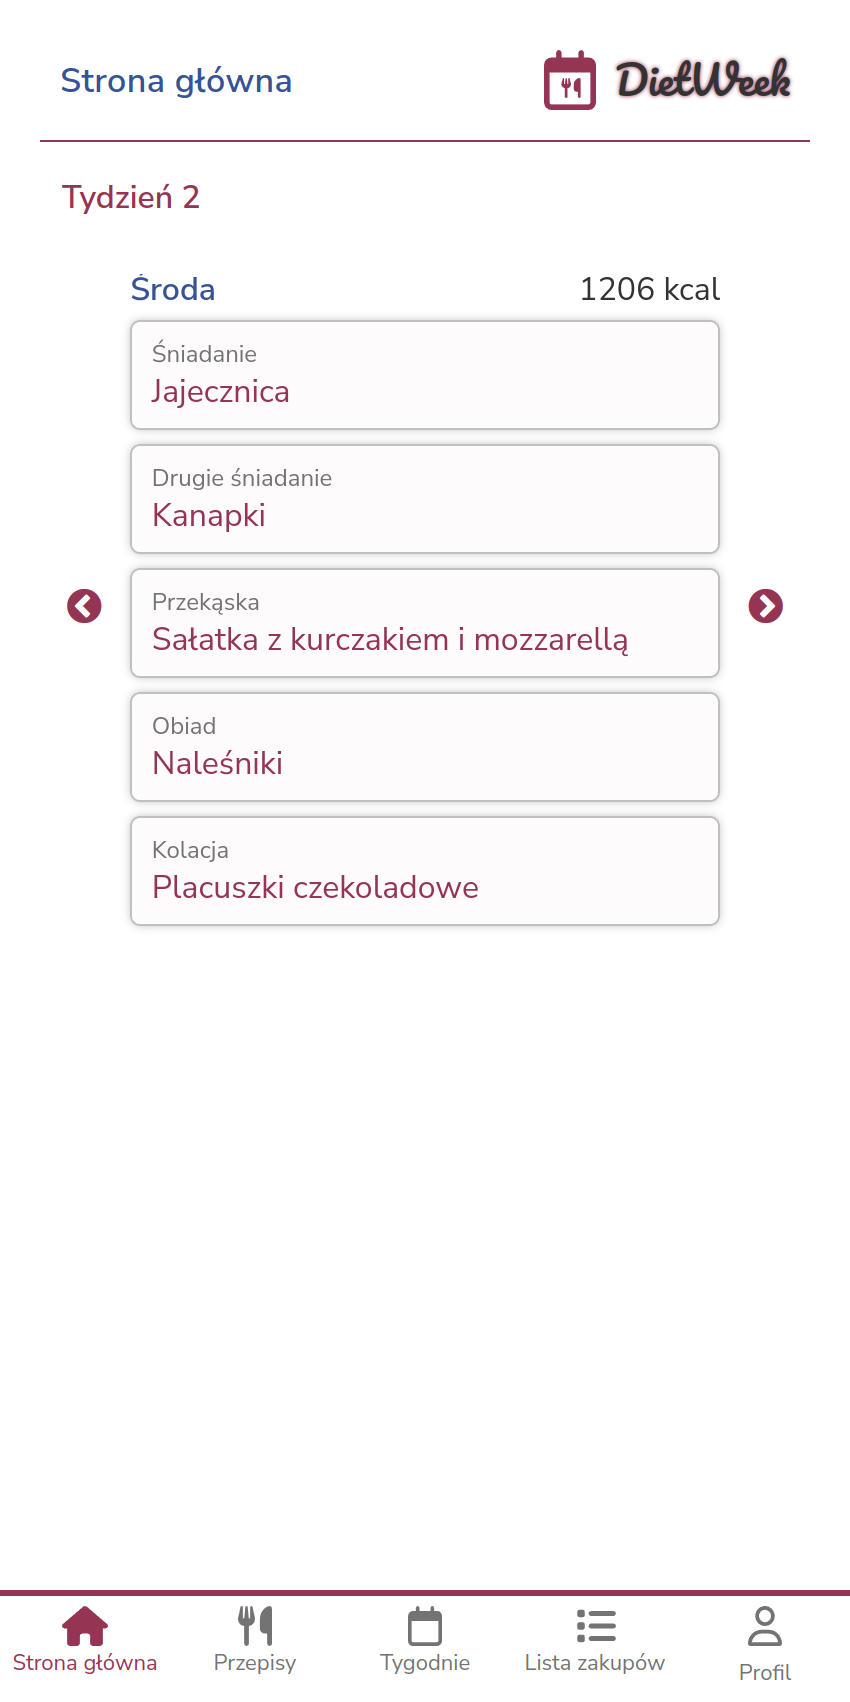 Strona główna
DietWeek
Tydzień 2
Środa 1206 kcal
Śniadanie
Jajecznica
Drugie śniadanie
Kanapki
Przekąska
Sałatka z kurczakiem i mozzarellą
Obiad
Naleśniki
Kolacja
Placuszki czekoladowe
Strona główna Przepisy Tygodnie Lista zakupów Profil